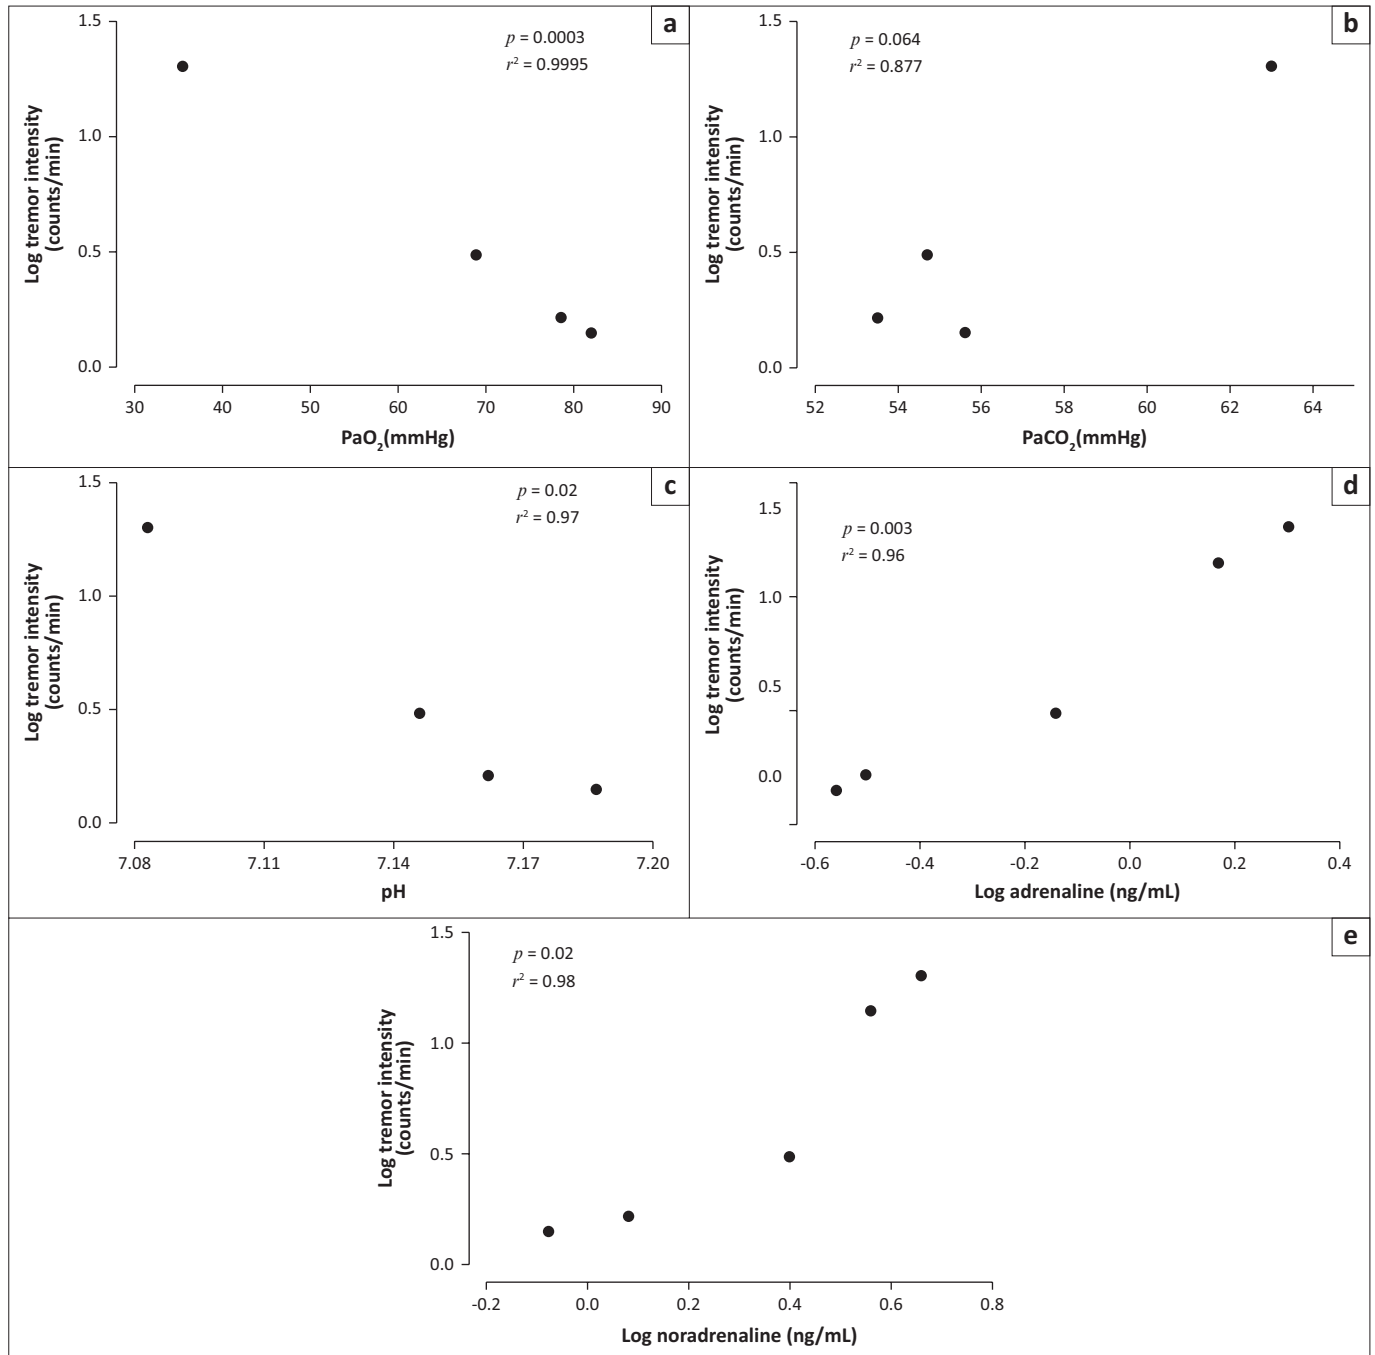 a
p = 0.0003
r² = 0.9995
1.5
1.0
0.5
0.0
Log tremor intensity
(counts/min)
30 40 50 60 70 80 90
PaO₂(mmHg)
b
p = 0.064
r² = 0.877
1.5
1.0
0.5
0.0
Log tremor intensity
(counts/min)
52 54 56 58 60 62 64
PaCO₂(mmHg)
c
p = 0.02
r² = 0.97
1.5
1.0
0.5
0.0
Log tremor intensity
(counts/min)
7.08 7.11 7.14 7.17 7.20
pH
d
p = 0.003
r² = 0.96
1.5
1.0
0.5
0.0
Log tremor intensity
(counts/min)
-0.6 -0.4 -0.2 0.0 0.2 0.4
Log adrenaline (ng/mL)
e
p = 0.02
r² = 0.98
1.5
1.0
0.5
0.0
Log tremor intensity
(counts/min)
-0.2 0.0 0.2 0.4 0.6 0.8
Log noradrenaline (ng/mL)